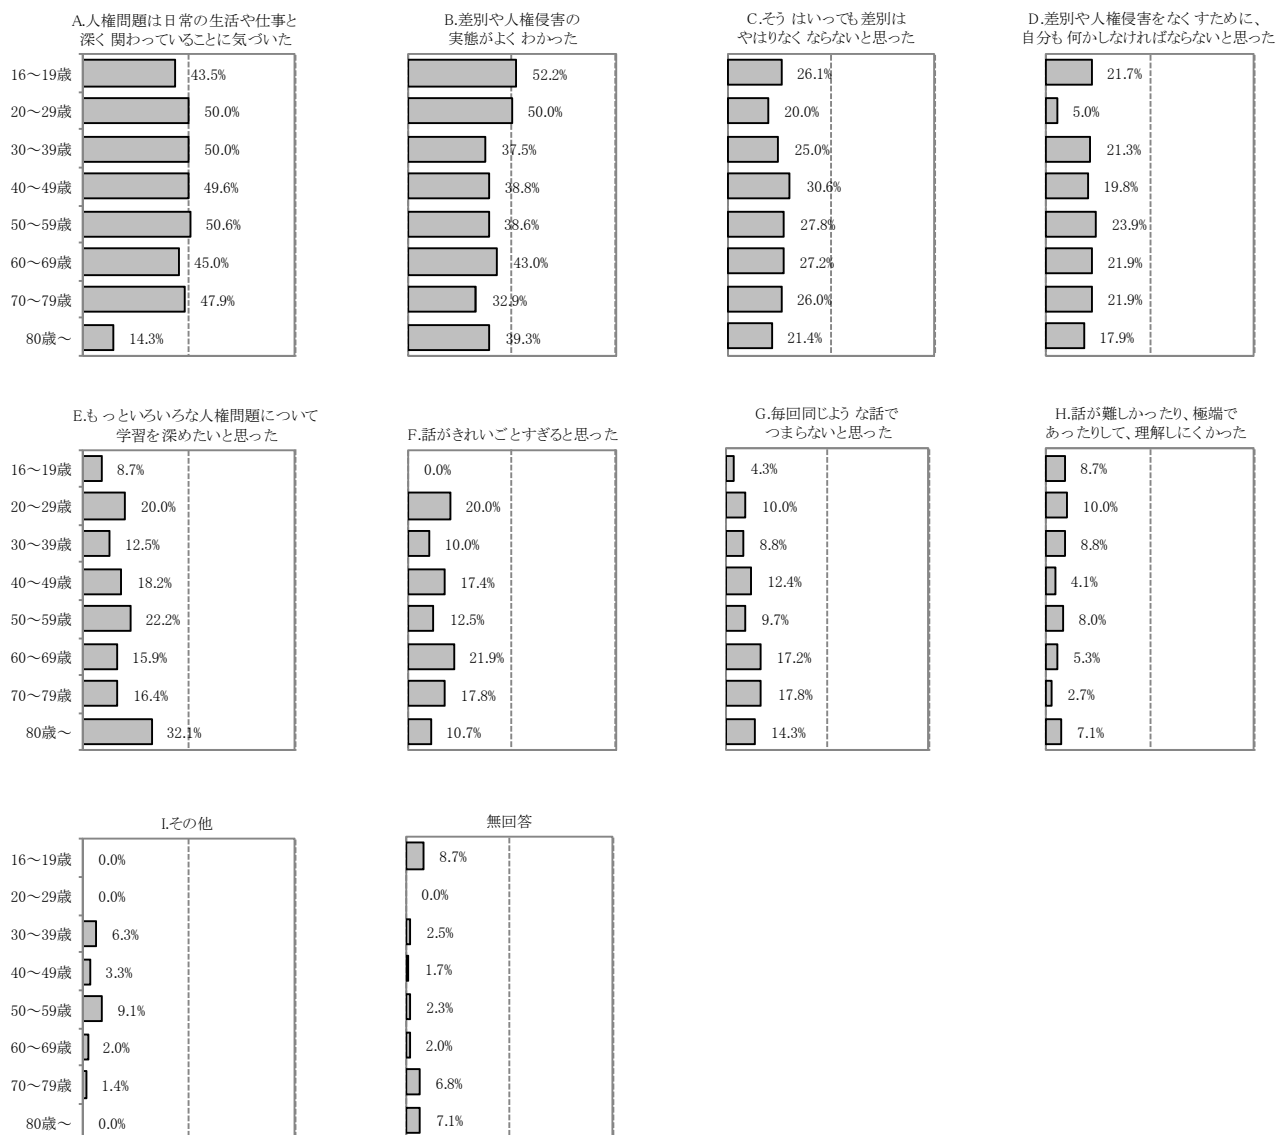 A.人権問題は日常の生活や仕事と
深く関わっていることに気づいた
B.差別や人権侵害の
実態がよくわかった
C.そうはいっても差別は
やはりなくならないと思った
D.差別や人権侵害をなくすために、
自分も何かしなければならないと思った
16～19歳 43.5% 52.2% 26.1% 21.7%
20～29歳 50.0% 50.0% 20.0% 5.0%
30～39歳 50.0% 37.5% 25.0% 21.3%
40～49歳 49.6% 38.8% 30.6% 19.8%
50～59歳 50.6% 38.6% 27.8% 23.9%
60～69歳 45.0% 43.0% 27.2% 21.9%
70～79歳 47.9% 32.9% 26.0% 21.9%
80歳～ 14.3% 39.3% 21.4% 17.9%
E.もっといろいろな人権問題について
学習を深めたいと思った
F.話がきれいごとすぎると思った
G.毎回同じような話で
つまらないと思った
H.話が難しかったり、極端で
あったりして、理解しにくかった
16～19歳 8.7% 0.0% 4.3% 8.7%
20～29歳 20.0% 20.0% 10.0% 10.0%
30～39歳 12.5% 10.0% 8.8% 8.8%
40～49歳 18.2% 17.4% 12.4% 4.1%
50～59歳 22.2% 12.5% 9.7% 8.0%
60～69歳 15.9% 21.9% 17.2% 5.3%
70～79歳 16.4% 17.8% 17.8% 2.7%
80歳～ 32.1% 10.7% 14.3% 7.1%
I.その他
無回答
16～19歳 0.0% 8.7%
20～29歳 0.0% 0.0%
30～39歳 6.3% 2.5%
40～49歳 3.3% 1.7%
50～59歳 9.1% 2.3%
60～69歳 2.0% 2.0%
70～79歳 1.4% 6.8%
80歳～ 0.0% 7.1%